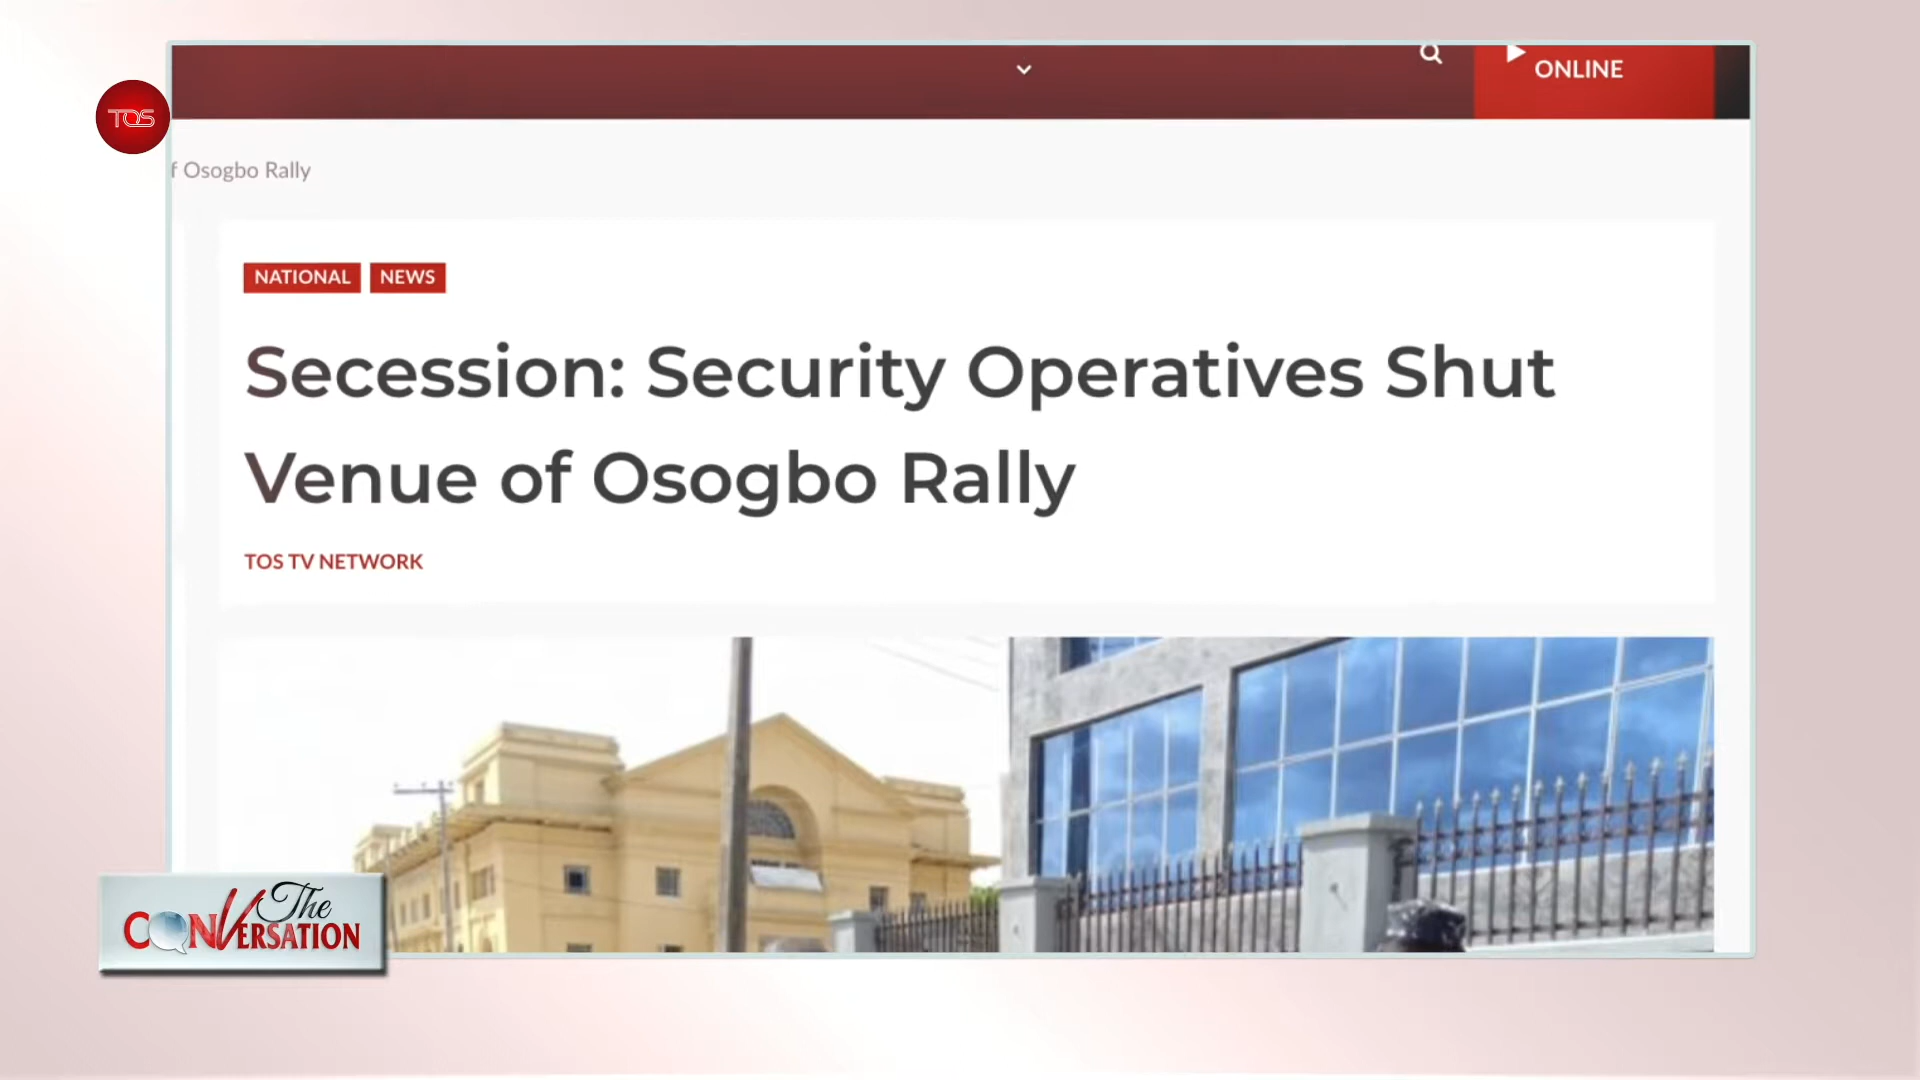 ONLINE
TOS
f Osogbo Rally
NATIONAL NEWS
Secession: Security Operatives Shut
Venue of Osogbo Rally
TOS TV NETWORK
The
CONVERSATION